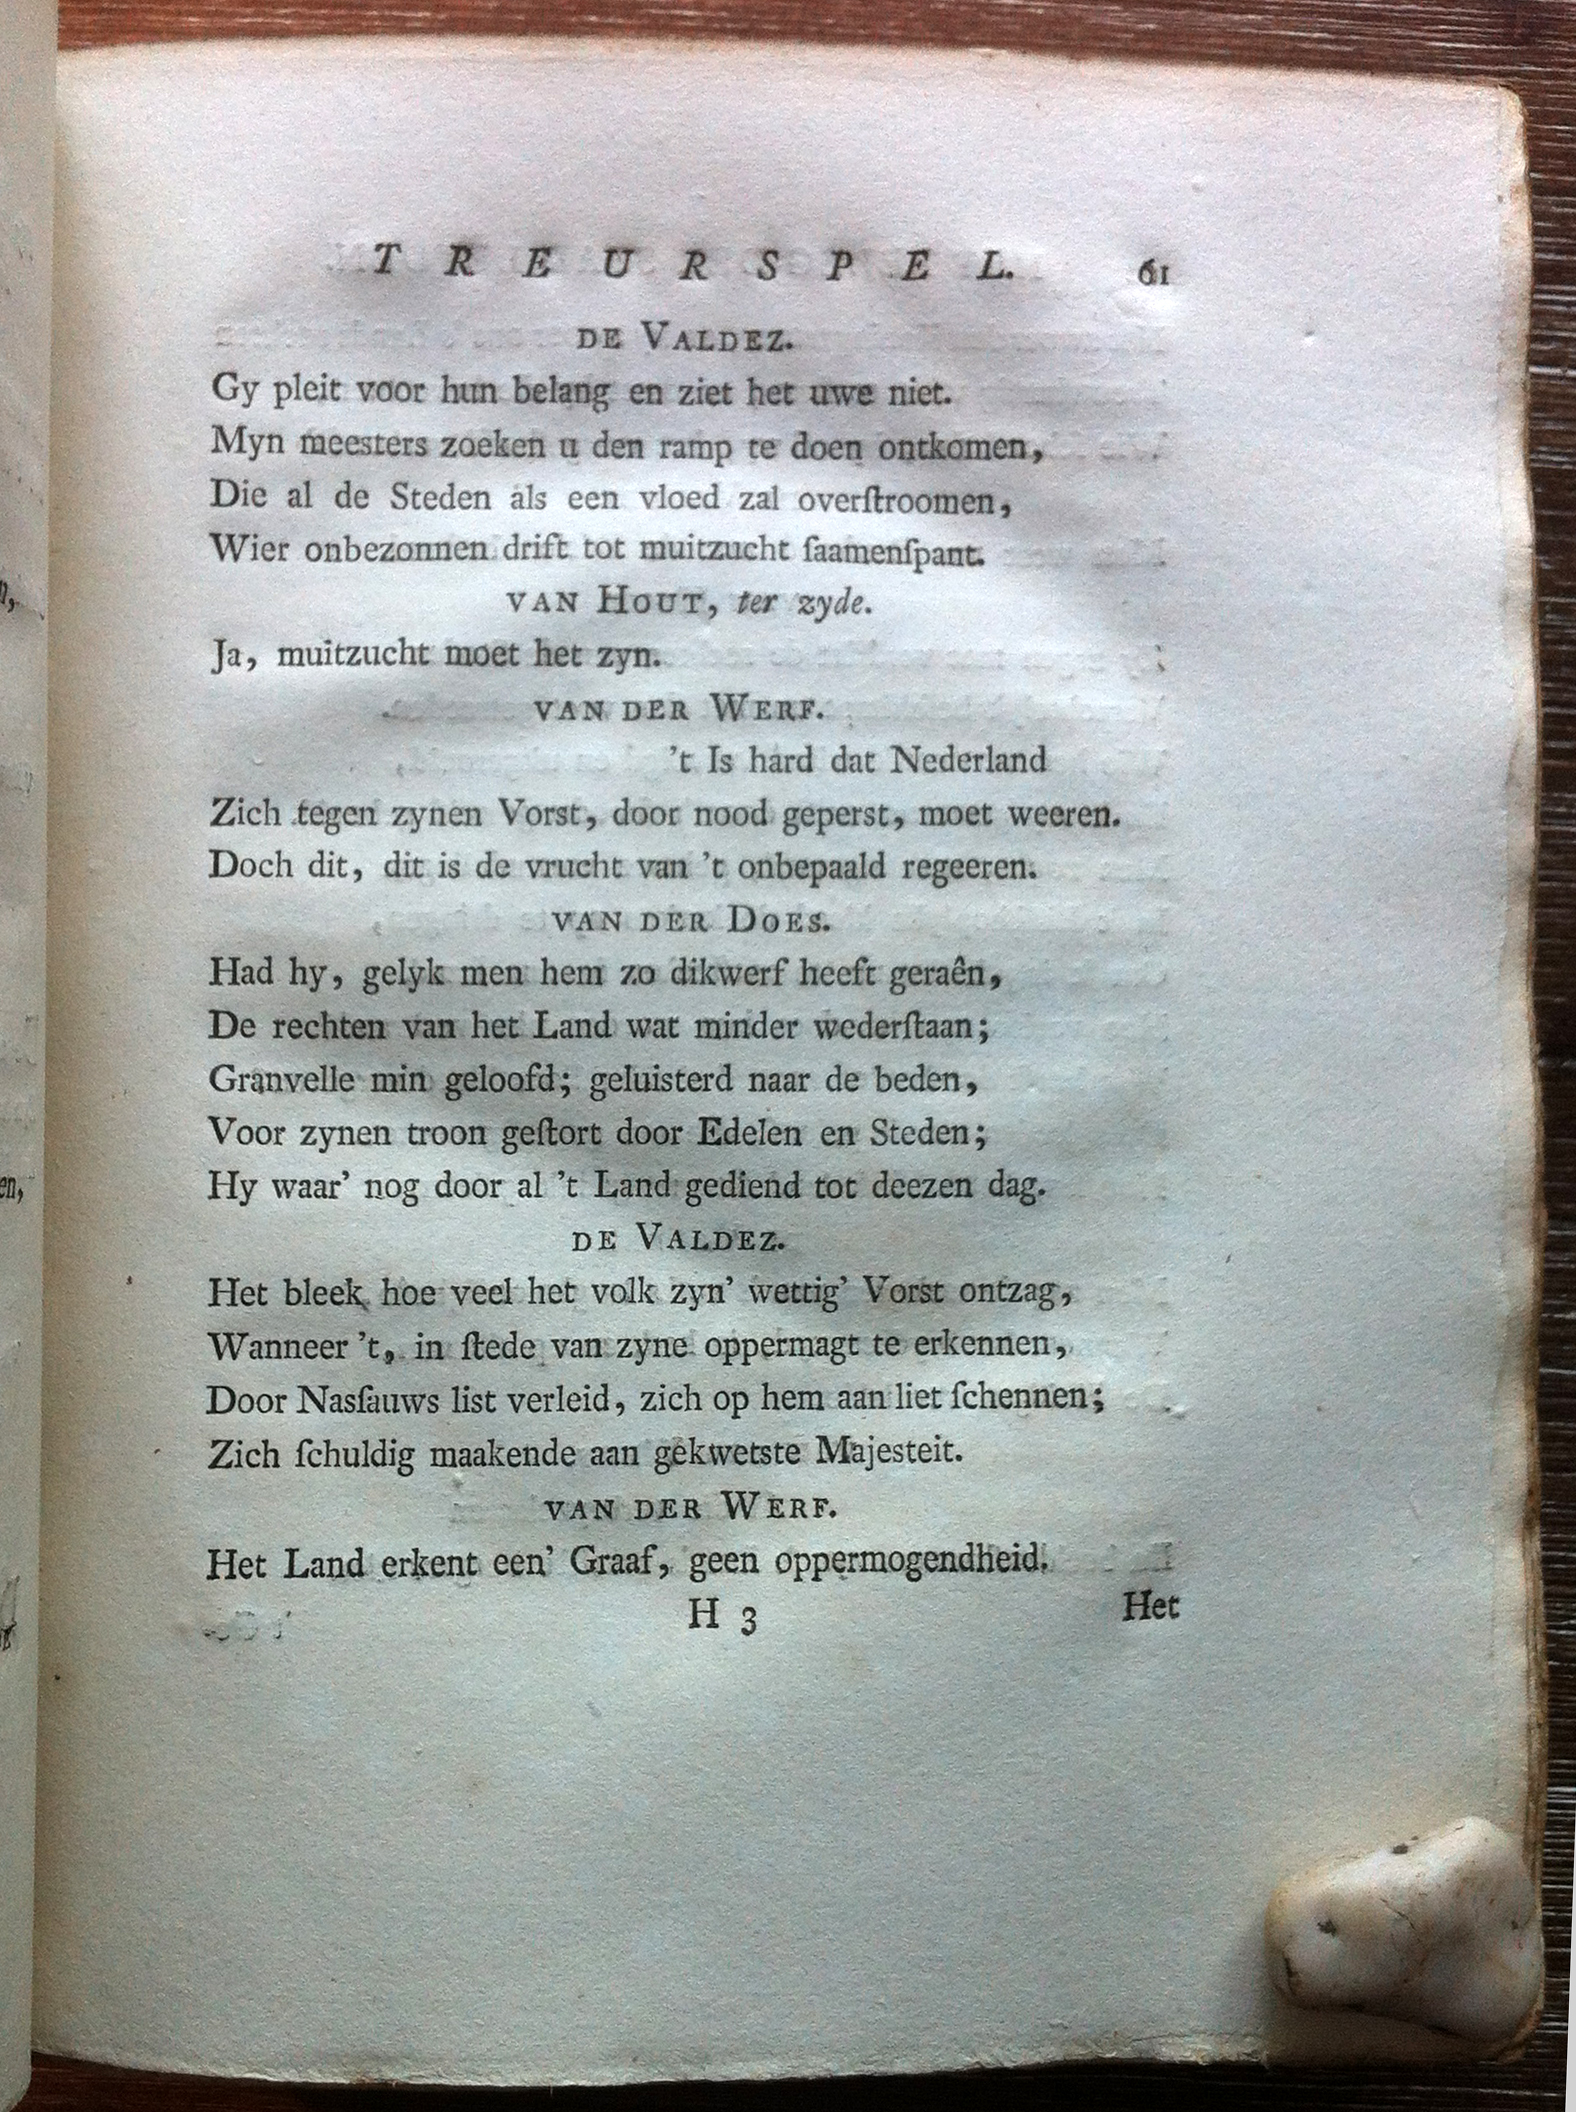 TREURSPEL. 61
DE VALDEZ.
Gy pleit voor hun belang en ziet het uwe niet.
Myn meesters zoeken u den ramp te doen ontkomen,
Die al de Steden als een vloed zal overſtroomen,
Wier onbezonnen drift tot muitzucht ſaamenſpant.
VAN HOUT, ter zyde.
Ja, muitzucht moet het zyn.
VAN DER WERF.
't Is hard dat Nederland
Zich tegen zynen Vorst, door nood geperst, moet weeren.
Doch dit, dit is de vrucht van 't onbepaald regeeren.
VAN DER DOES.
Had hy, gelyk men hem zo dikwerf heeft geraên,
De rechten van het Land wat minder wederſtaan;
Granvelle min geloofd; geluisterd naar de beden,
Voor zynen troon geſtort door Edelen en Steden;
Hy waar' nog door al 't Land gediend tot deezen dag.
DE VALDEZ.
Het bleek hoe veel het volk zyn' wettig' Vorst ontzag,
Wanneer 't, in ſtede van zyne oppermagt te erkennen,
Door Nasſauws list verleid, zich op hem aan liet ſchennen;
Zich ſchuldig maakende aan gekwetste Majesteit.
VAN DER WERF.
Het Land erkent een' Graaf, geen oppermogendheid.
H 3 Het